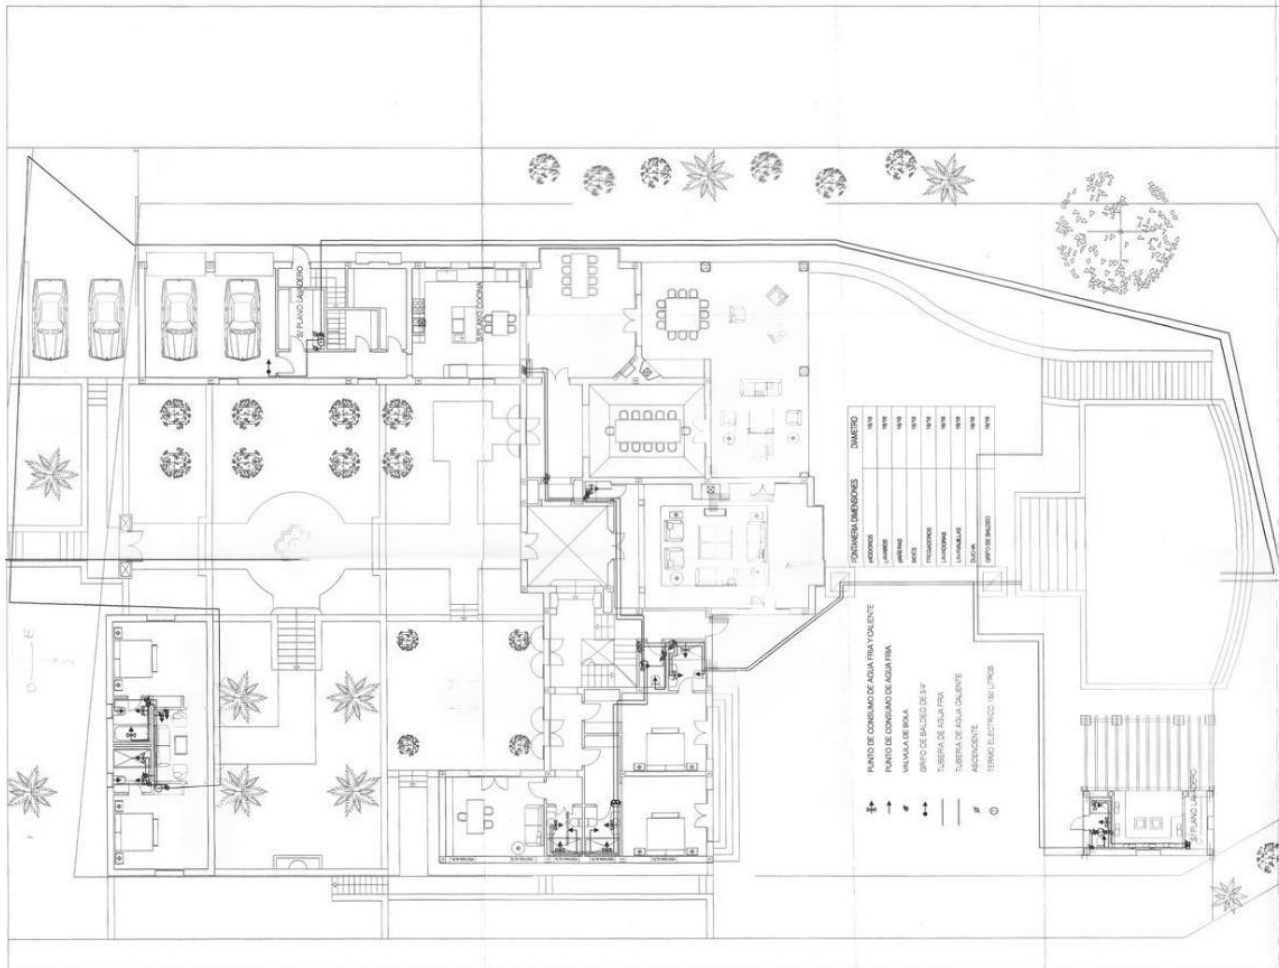 S/ PLANO LAVADERO
S/PLANO COCINA
FONTANERIA DIMENSIONES DIAMETRO
INODOROS 16/18
LAVABOS 16/18
BAÑERAS 16/18
BIDETS 16/18
FREGADEROS 16/18
LAVADORAS 16/18
LAVAVAJILLAS 16/18
DUCHA 16/18
GRIFO DE BALDEO 16/18
PUNTO DE CONSUMO DE AGUA FRIA Y CALIENTE
PUNTO DE CONSUMO DE AGUA FRIA
VALVULA DE BOLA
GRIFO DE BALDEO DE 3/4"
TUBERIA DE AGUA FRIA
TUBERIA DE AGUA CALIENTE
ASCENDENTE
TERMO ELECTRICO 150 LITROS
S/ PLANO LAVADERO